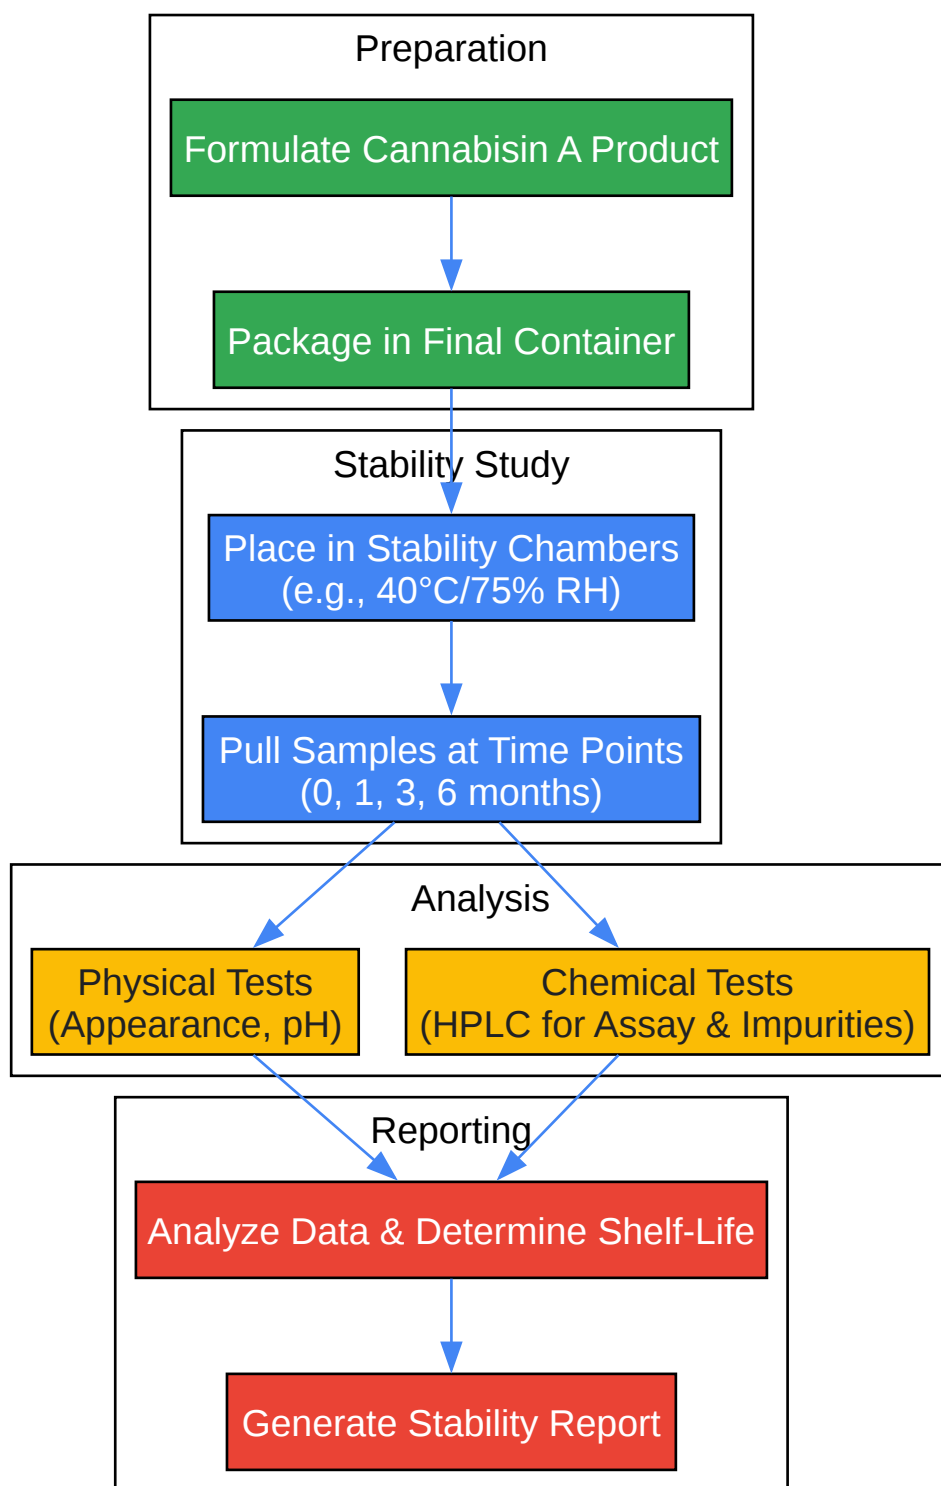 Preparation
Formulate Cannabisin A Product
Package in Final Container
Stability Study
Place in Stability Chambers
(e.g., 40°C/75% RH)
Pull Samples at Time Points
(0, 1, 3, 6 months)
Analysis
Physical Tests
(Appearance, pH)
Chemical Tests
(HPLC for Assay & Impurities)
Reporting
Analyze Data & Determine Shelf-Life
Generate Stability Report